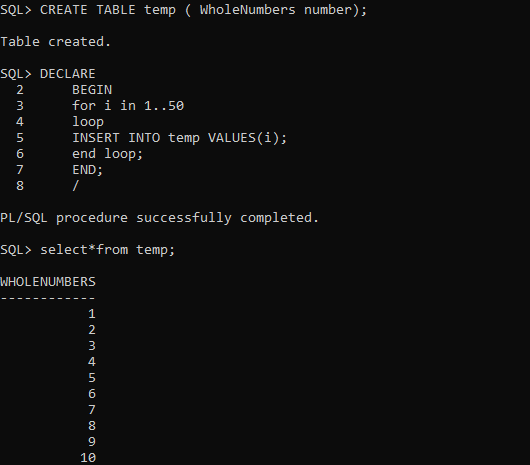 SQL> CREATE TABLE temp ( WholeNumbers number);
Table created.
SQL> DECLARE
2 BEGIN
3 for i in 1..50
4 loop
5 INSERT INTO temp VALUES(i);
6 end loop;
7 END;
8 /
PL/SQL procedure successfully completed.
SQL> select*from temp;
WHOLENUMBERS
------------
1
2
3
4
5
6
7
8
9
10